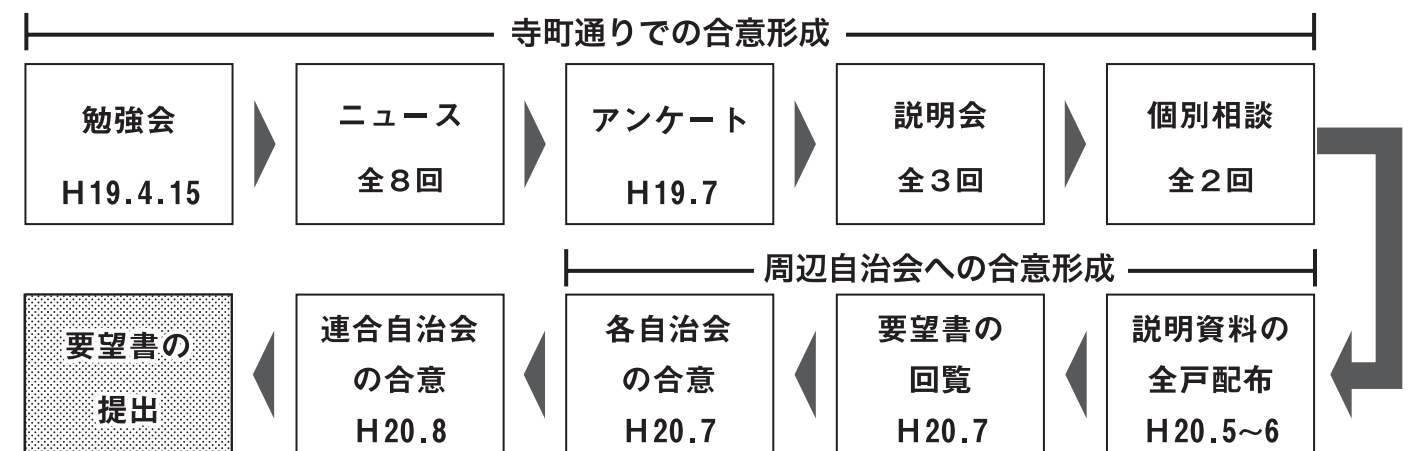 寺町通りでの合意形成
勉強会
H19.4.15
ニュース
全8回
アンケート
H19.7
説明会
全3回
個別相談
全2回
周辺自治会への合意形成
説明資料の
全戸配布
H20.5~6
要望書の
回覧
H20.7
各自治会
の合意
H20.7
連合自治会
の合意
H20.8
要望書の
提出